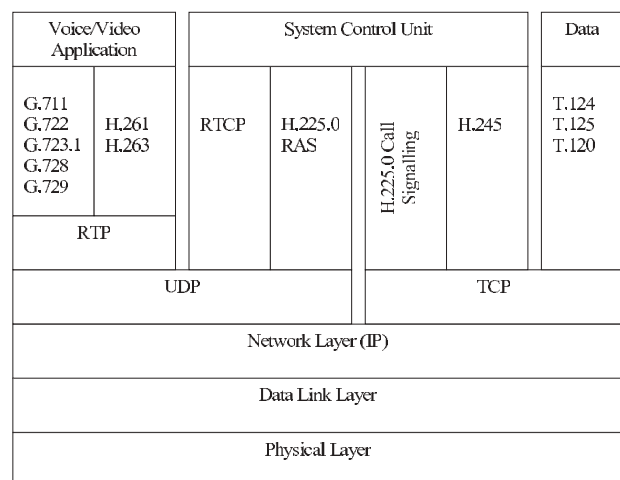 Voice/Video
Application
System Control Unit
Data
G.711
G.722
G.723.1
G.728
G.729
H.261
H.263
RTCP
H.225.0
RAS
H.225.0 Call
Signalling
H.245
T.124
T.125
T.120
RTP
UDP
TCP
Network Layer (IP)
Data Link Layer
Physical Layer